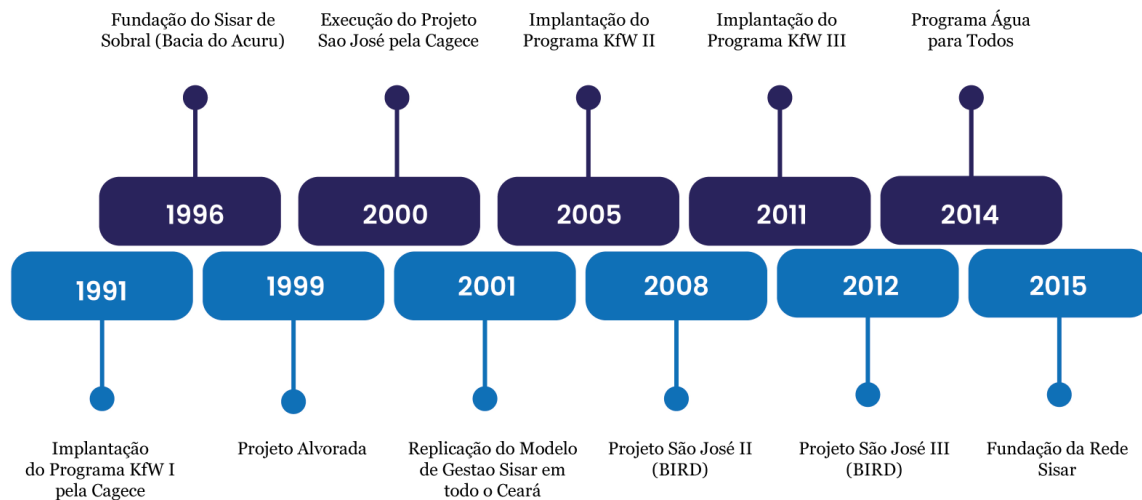 Fundação do Sisar de
Sobral (Bacia do Acuru)
Execução do Projeto
Sao José pela Cagece
Implantação do
Programa KfW II
Implantação do
Programa KfW III
Programa Água
para Todos
1996
2000
2005
2011
2014
1991
1999
2001
2008
2012
2015
Implantação
do Programa KfW I
pela Cagece
Projeto Alvorada
Replicação do Modelo
de Gestao Sisar em
todo o Ceará
Projeto São José II
(BIRD)
Projeto São José III
(BIRD)
Fundação da Rede
Sisar